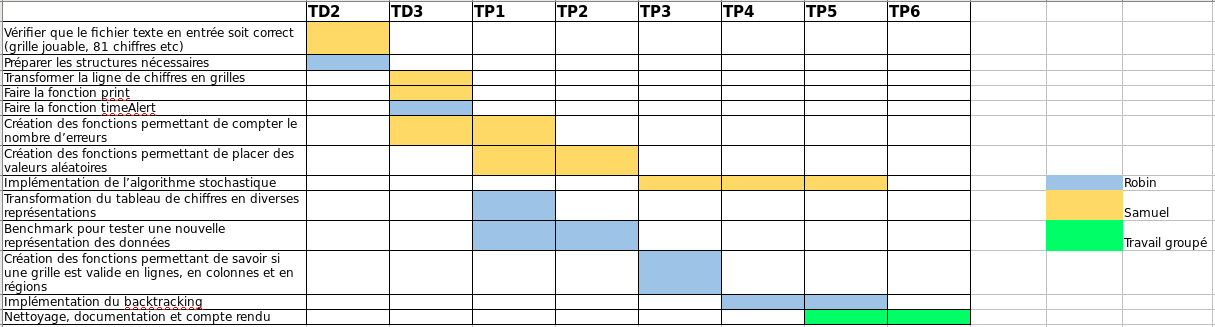 TD2 TD3 TP1 TP2 TP3 TP4 TP5 TP6
Vérifier que le fichier texte en entrée soit correct
(grille jouable, 81 chiffres etc)
Préparer les structures nécessaires
Transformer la ligne de chiffres en grilles
Faire la fonction print
Faire la fonction timeAlert
Création des fonctions permettant de compter le
nombre d’erreurs
Création des fonctions permettant de placer des
valeurs aléatoires
Implémentation de l’algorithme stochastique
Transformation du tableau de chiffres en diverses
représentations
Benchmark pour tester une nouvelle
représentation des données
Création des fonctions permettant de savoir si
une grille est valide en lignes, en colonnes et en
régions
Implémentation du backtracking
Nettoyage, documentation et compte rendu
Robin
Samuel
Travail groupé